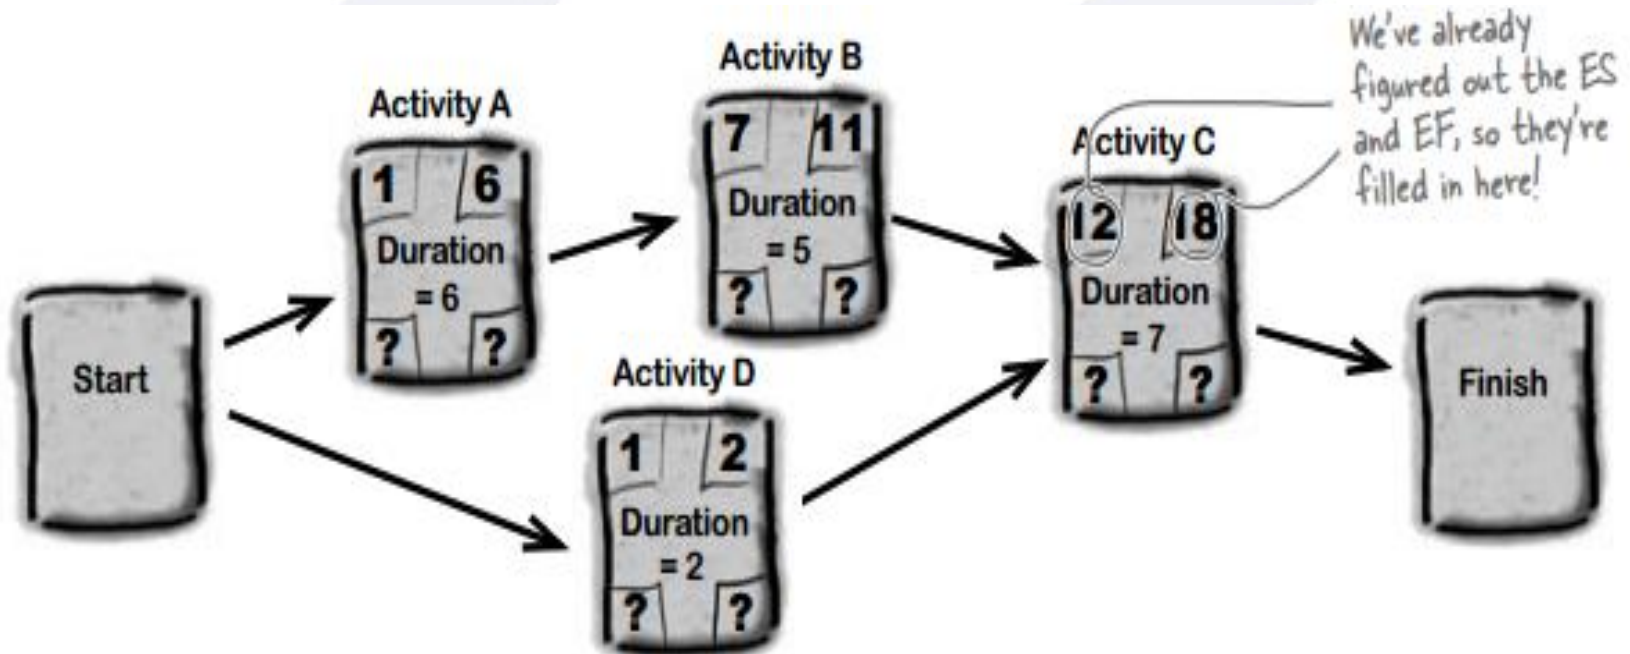 We've already
figured out the ES
and EF, so they're
filled in here!
Activity B
7 11
Duration
= 5
? ?
Activity A
1 6
Duration
= 6
? ?
Activity C
12 18
Duration
= 7
? ?
Start
Activity D
1 2
Duration
= 2
? ?
Finish